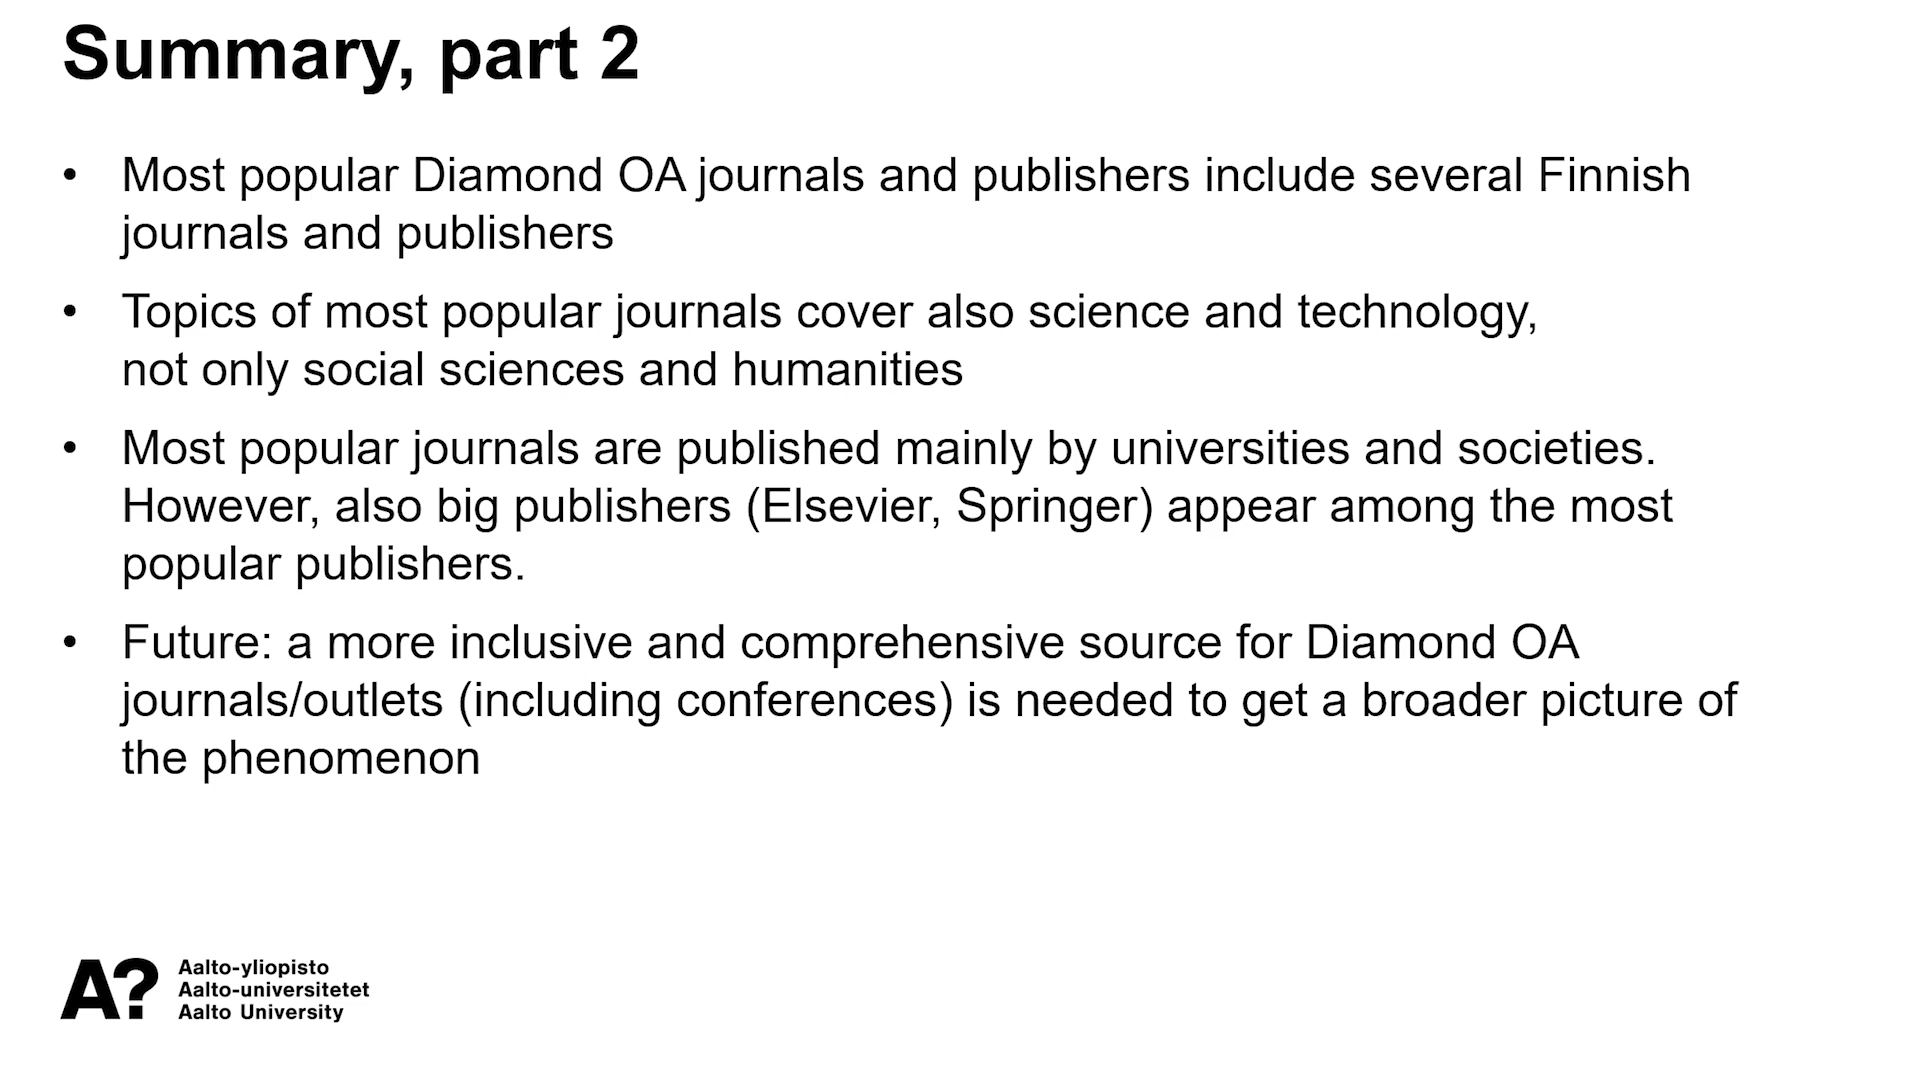 Summary, part 2
• Most popular Diamond OA journals and publishers include several Finnish
journals and publishers
• Topics of most popular journals cover also science and technology,
not only social sciences and humanities
• Most popular journals are published mainly by universities and societies.
However, also big publishers (Elsevier, Springer) appear among the most
popular publishers.
• Future: a more inclusive and comprehensive source for Diamond OA
journals/outlets (including conferences) is needed to get a broader picture of
the phenomenon
A?
Aalto-yliopisto
Aalto-universitetet
Aalto University